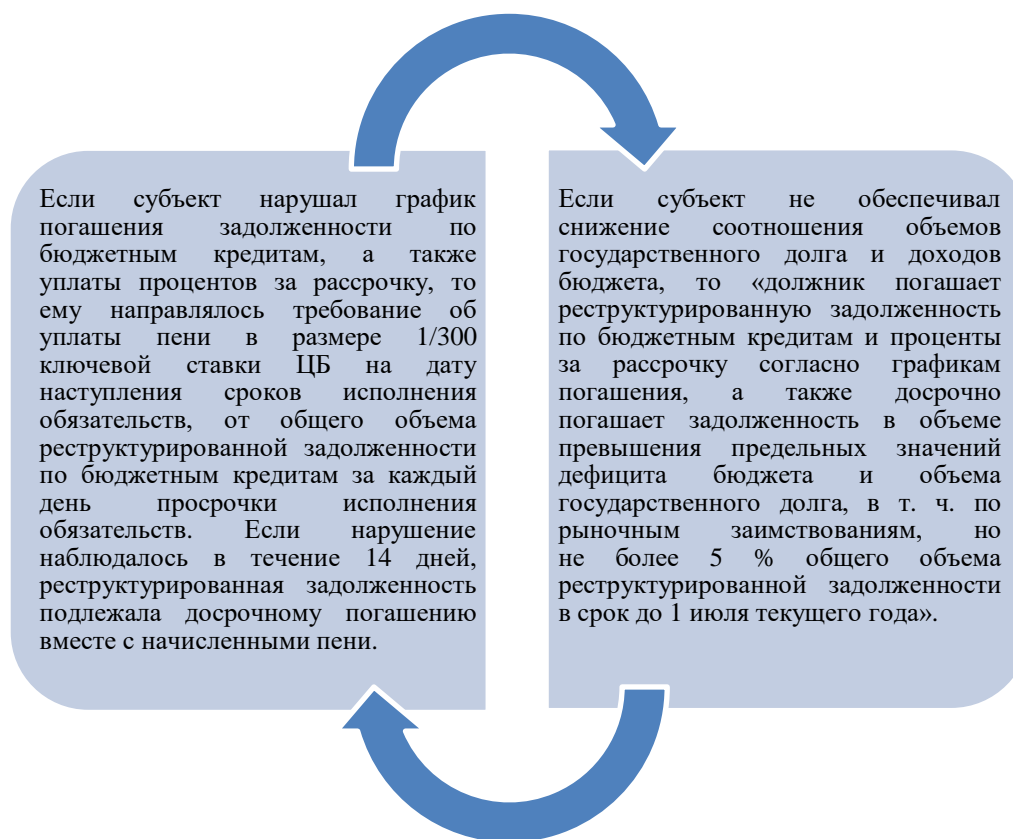 Если субъект нарушал график
погашения задолженности по
бюджетным кредитам, а также
уплаты процентов за рассрочку, то
ему направлялось требование об
уплаты пени в размере 1/300
ключевой ставки ЦБ на дату
наступления сроков исполнения
обязательств, от общего объема
реструктурированной задолженности
по бюджетным кредитам за каждый
день просрочки исполнения
обязательств. Если нарушение
наблюдалось в течение 14 дней,
реструктурированная задолженность
подлежала досрочному погашению
вместе с начисленными пени.
Если субъект не обеспечивал
снижение соотношения объемов
государственного долга и доходов
бюджета, то «должник погашает
реструктурированную задолженность
по бюджетным кредитам и проценты
за рассрочку согласно графикам
погашения, а также досрочно
погашает задолженность в объеме
превышения предельных значений
дефицита бюджета и объема
государственного долга, в т. ч. по
рыночным заимствованиям, но
не более 5 % общего объема
реструктурированной задолженности
в срок до 1 июля текущего года».